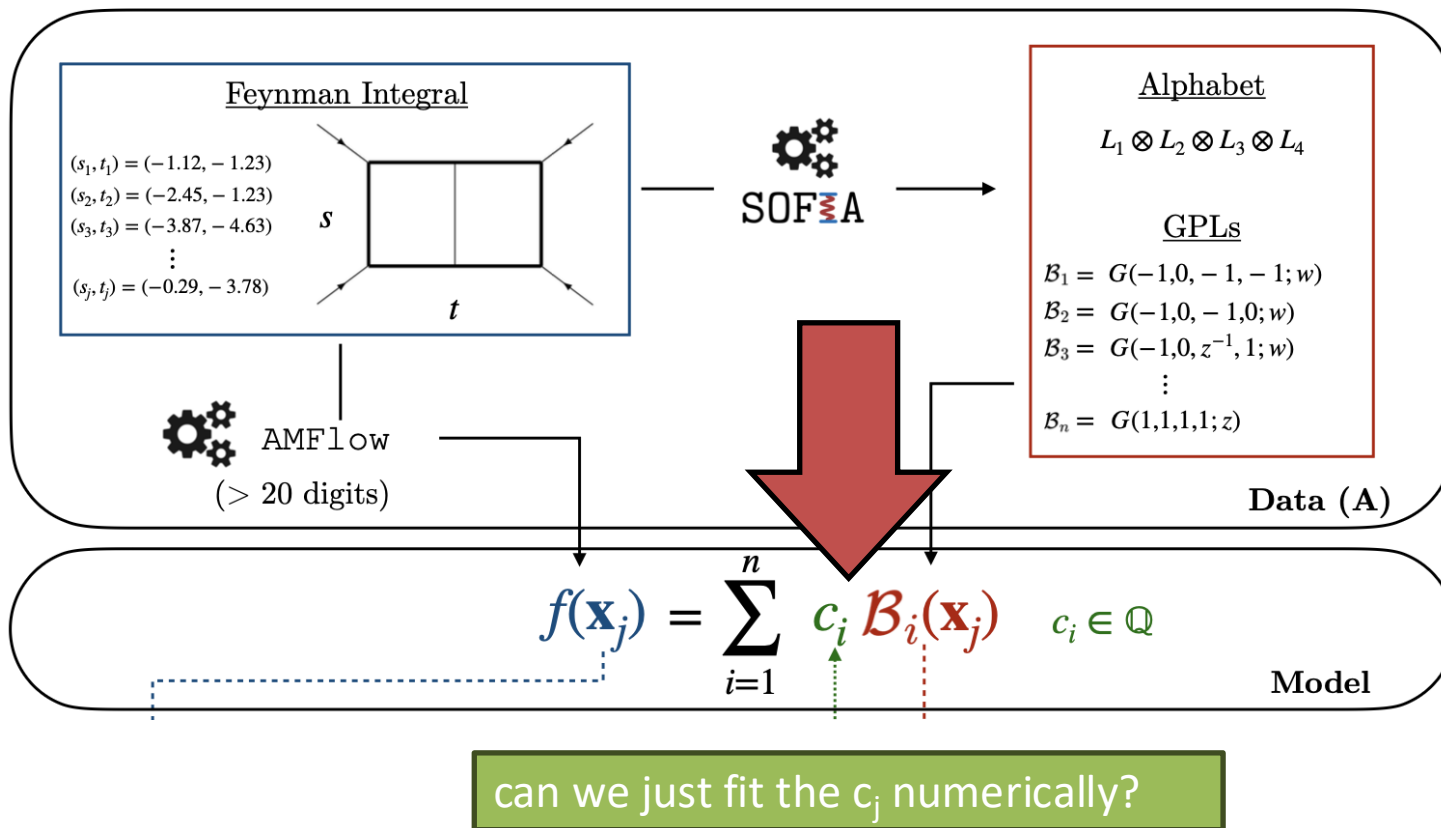 Feynman Integral
(s₁, t₁) = (−1.12, − 1.23)
(s₂, t₂) = (−2.45, − 1.23)
(s₃, t₃) = (−3.87, − 4.63)
⋮
(sⱼ, tⱼ) = (−0.29, − 3.78)
s
t
SOFIA
Alphabet
L₁ ⊗ L₂ ⊗ L₃ ⊗ L₄
GPLs
ℬ₁ = G(−1,0, − 1, − 1; w)
ℬ₂ = G(−1,0, − 1,0; w)
ℬ₃ = G(−1,0, z⁻¹, 1; w)
⋮
ℬₙ = G(1,1,1,1; z)
AMFlow
(> 20 digits)
Data (A)
f(𝐱ⱼ) = ∑ᵢ₌₁ⁿ cᵢ ℬᵢ(𝐱ⱼ) cᵢ ∈ ℚ
Model
can we just fit the cⱼ numerically?